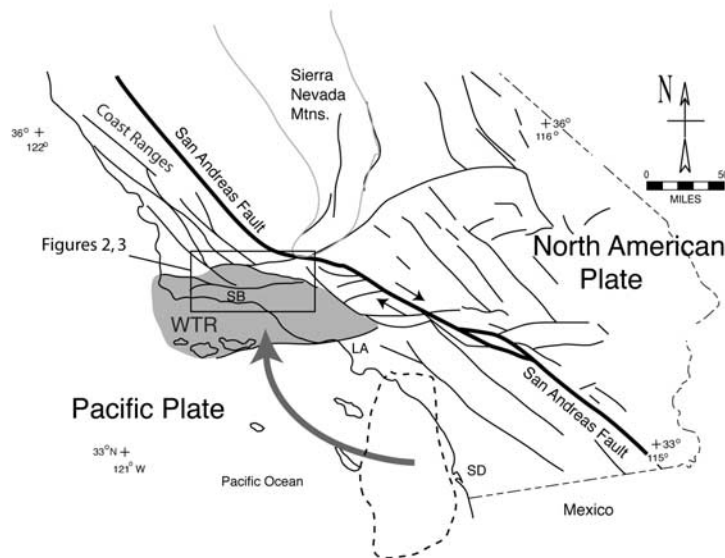 Sierra
Nevada
Mtns.
N
36° +
122°
+36°
116°
Coast Ranges
San Andreas Fault
0 50
MILES
Figures 2, 3
North American
Plate
SB
WTR
LA
San Andreas Fault
Pacific Plate
33°N +
121° W
+33°
115°
Pacific Ocean
SD
Mexico